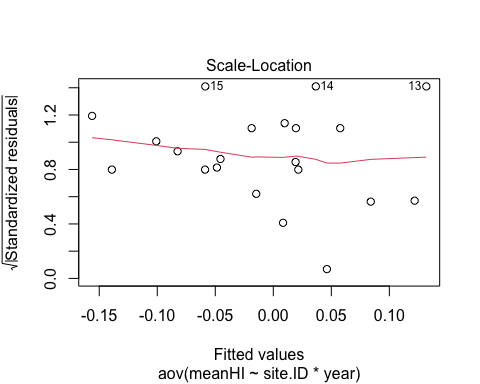 Scale-Location
15
14
13
√|Standardized residuals|
0.0 0.4 0.8 1.2
-0.15 -0.10 -0.05 0.00 0.05 0.10
Fitted values
aov(meanHI ~ site.ID * year)